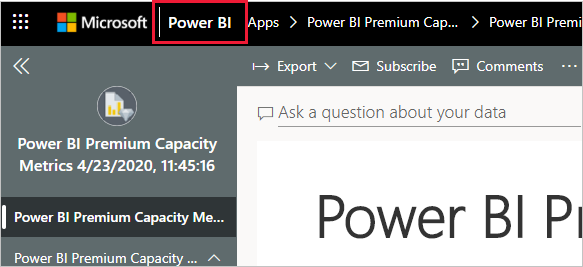 Microsoft Power BI Apps > Power BI Premium Cap... > Power BI Premi
Export Subscribe Comments ...
Ask a question about your data
Power BI Premium Capacity
Metrics 4/23/2020, 11:45:16
Power BI Premium Capacity Me...
Power BI Premium Capacity ...
Power BI Pr